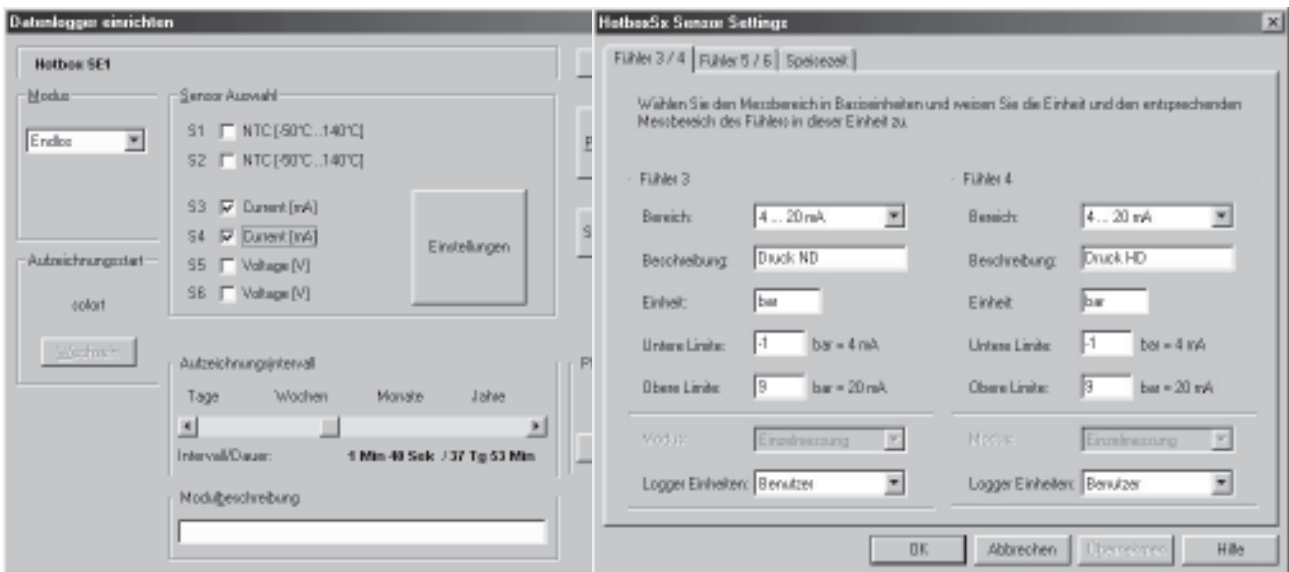 Datenlogger einrichten
Hotbox SE1
Modus
Endlos
Aufzeichnungsstart
sofort
Sensor Auswahl
S1 NTC [-50°C...140°C]
S2 NTC [-50°C...140°C]
S3 Current [mA]
S4 Current [mA]
S5 Voltage [V]
S6 Voltage [V]
Einstellungen
Aufzeichnungsintervall
Tage Wochen Monate Jahre
Intervall/Dauer: 1 Min 40 Sek / 37 Tg 53 Min
Modulbeschreibung
HotboxSx Sensor Settings
Fühler 3 / 4
Fühler 5 / 6
Speisezeit
Wählen Sie den Messbereich in Basiseinheiten und weisen Sie die Einheit und den entsprechenden
Messbereich des Fühlers in dieser Einheit zu.
Fühler 3
Bereich: 4 ... 20 mA
Beschreibung: Druck ND
Einheit: bar
Untere Limite: -1 bar = 4 mA
Obere Limite: 9 bar = 20 mA
Modus: Einzelmessung
Logger Einheiten: Benutzer
Fühler 4
Bereich: 4 ... 20 mA
Beschreibung: Druck HD
Einheit: bar
Untere Limite: -1 bar = 4 mA
Obere Limite: 9 bar = 20 mA
Modus: Einzelmessung
Logger Einheiten: Benutzer
OK
Abbrechen
Übernehmen
Hilfe